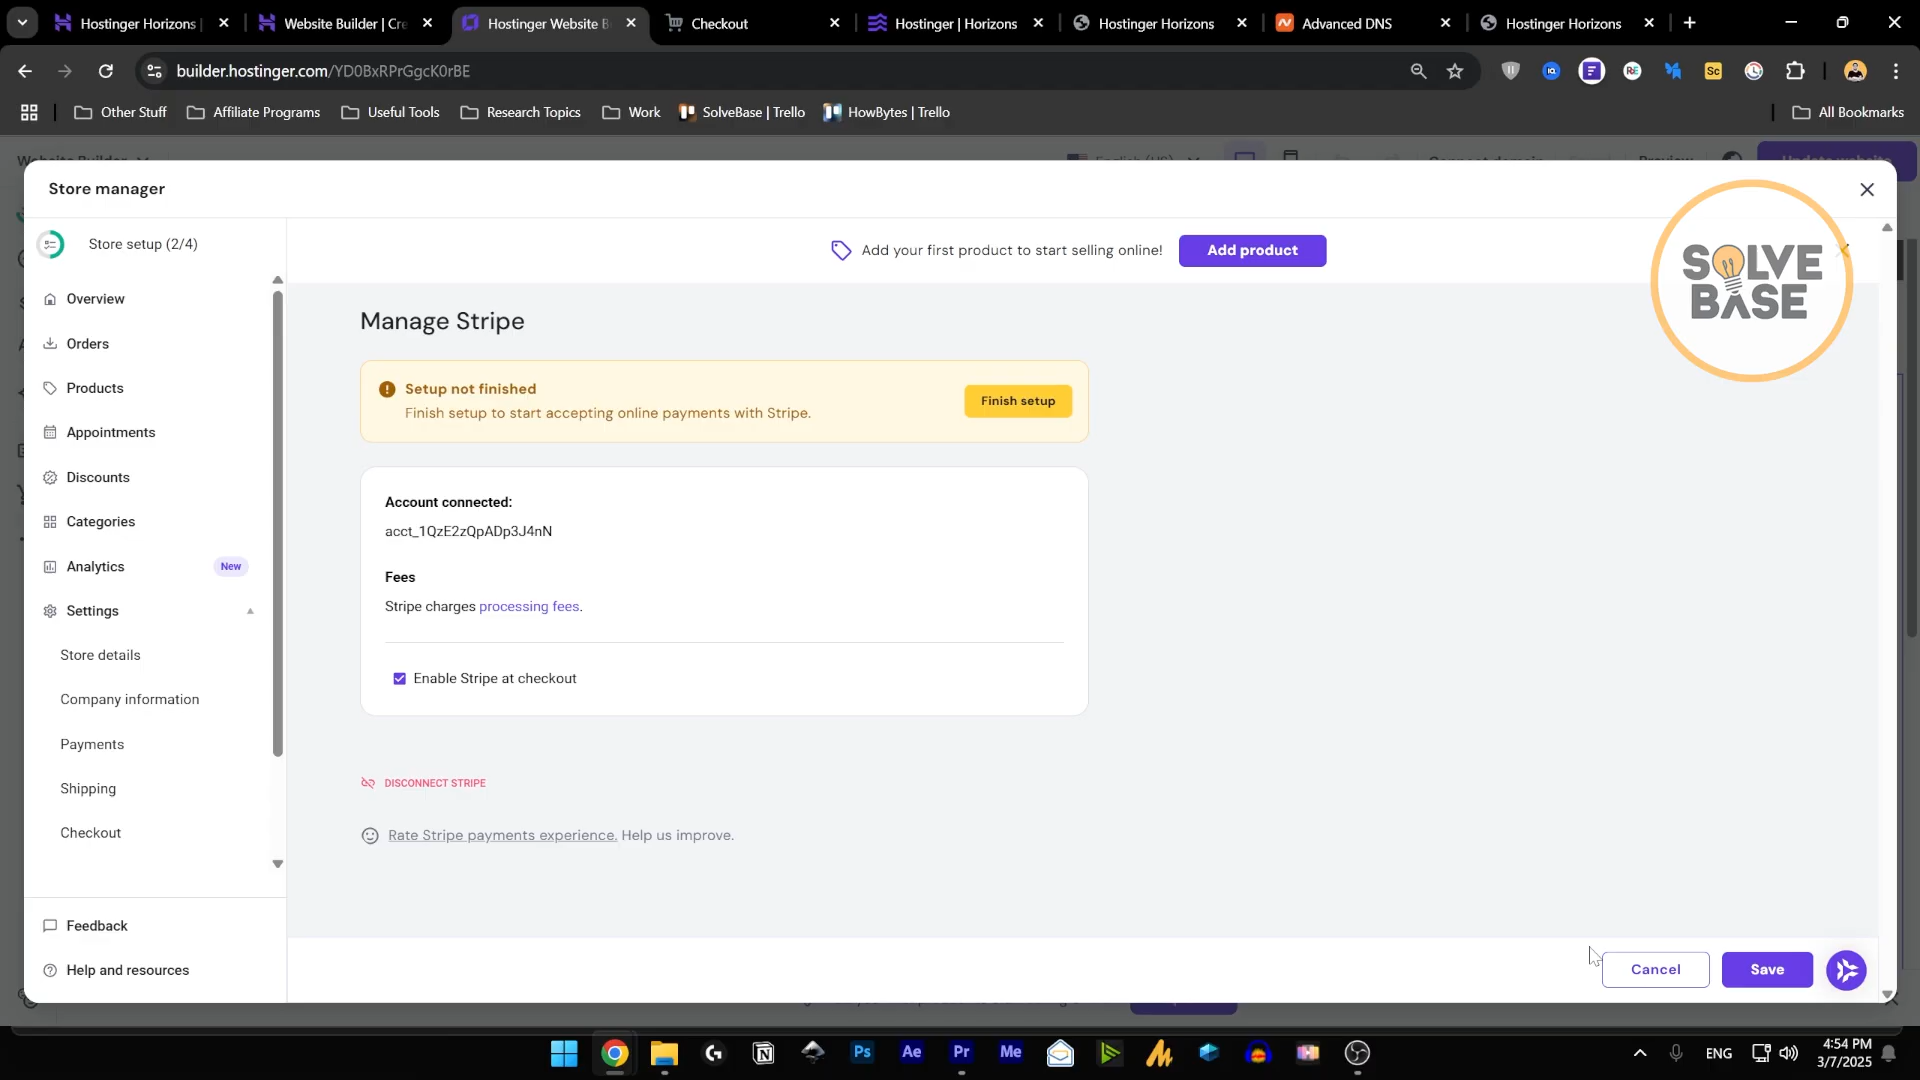 Hostinger Horizons |
Website Builder | Cre
Hostinger Website B
Checkout
Hostinger | Horizons
Hostinger Horizons
Advanced DNS
Hostinger Horizons
builder.hostinger.com/YD0BxRPrGgcK0rBE
Other Stuff
Affiliate Programs
Useful Tools
Research Topics
Work
SolveBase | Trello
HowBytes | Trello
All Bookmarks
Store manager
Store setup (2/4)
Add your first product to start selling online!
Add product
SOLVE
BASE
Overview
Orders
Products
Appointments
Discounts
Categories
Analytics
New
Settings
Store details
Company information
Payments
Shipping
Checkout
Feedback
Help and resources
Manage Stripe
Setup not finished
Finish setup to start accepting online payments with Stripe.
Finish setup
Account connected:
acct_1QzE2zQpADp3J4nN
Fees
Stripe charges processing fees.
Enable Stripe at checkout
DISCONNECT STRIPE
Rate Stripe payments experience. Help us improve.
Cancel
Save
Ps
Ae
Pr
Me
ENG
4:54 PM
3/7/2025